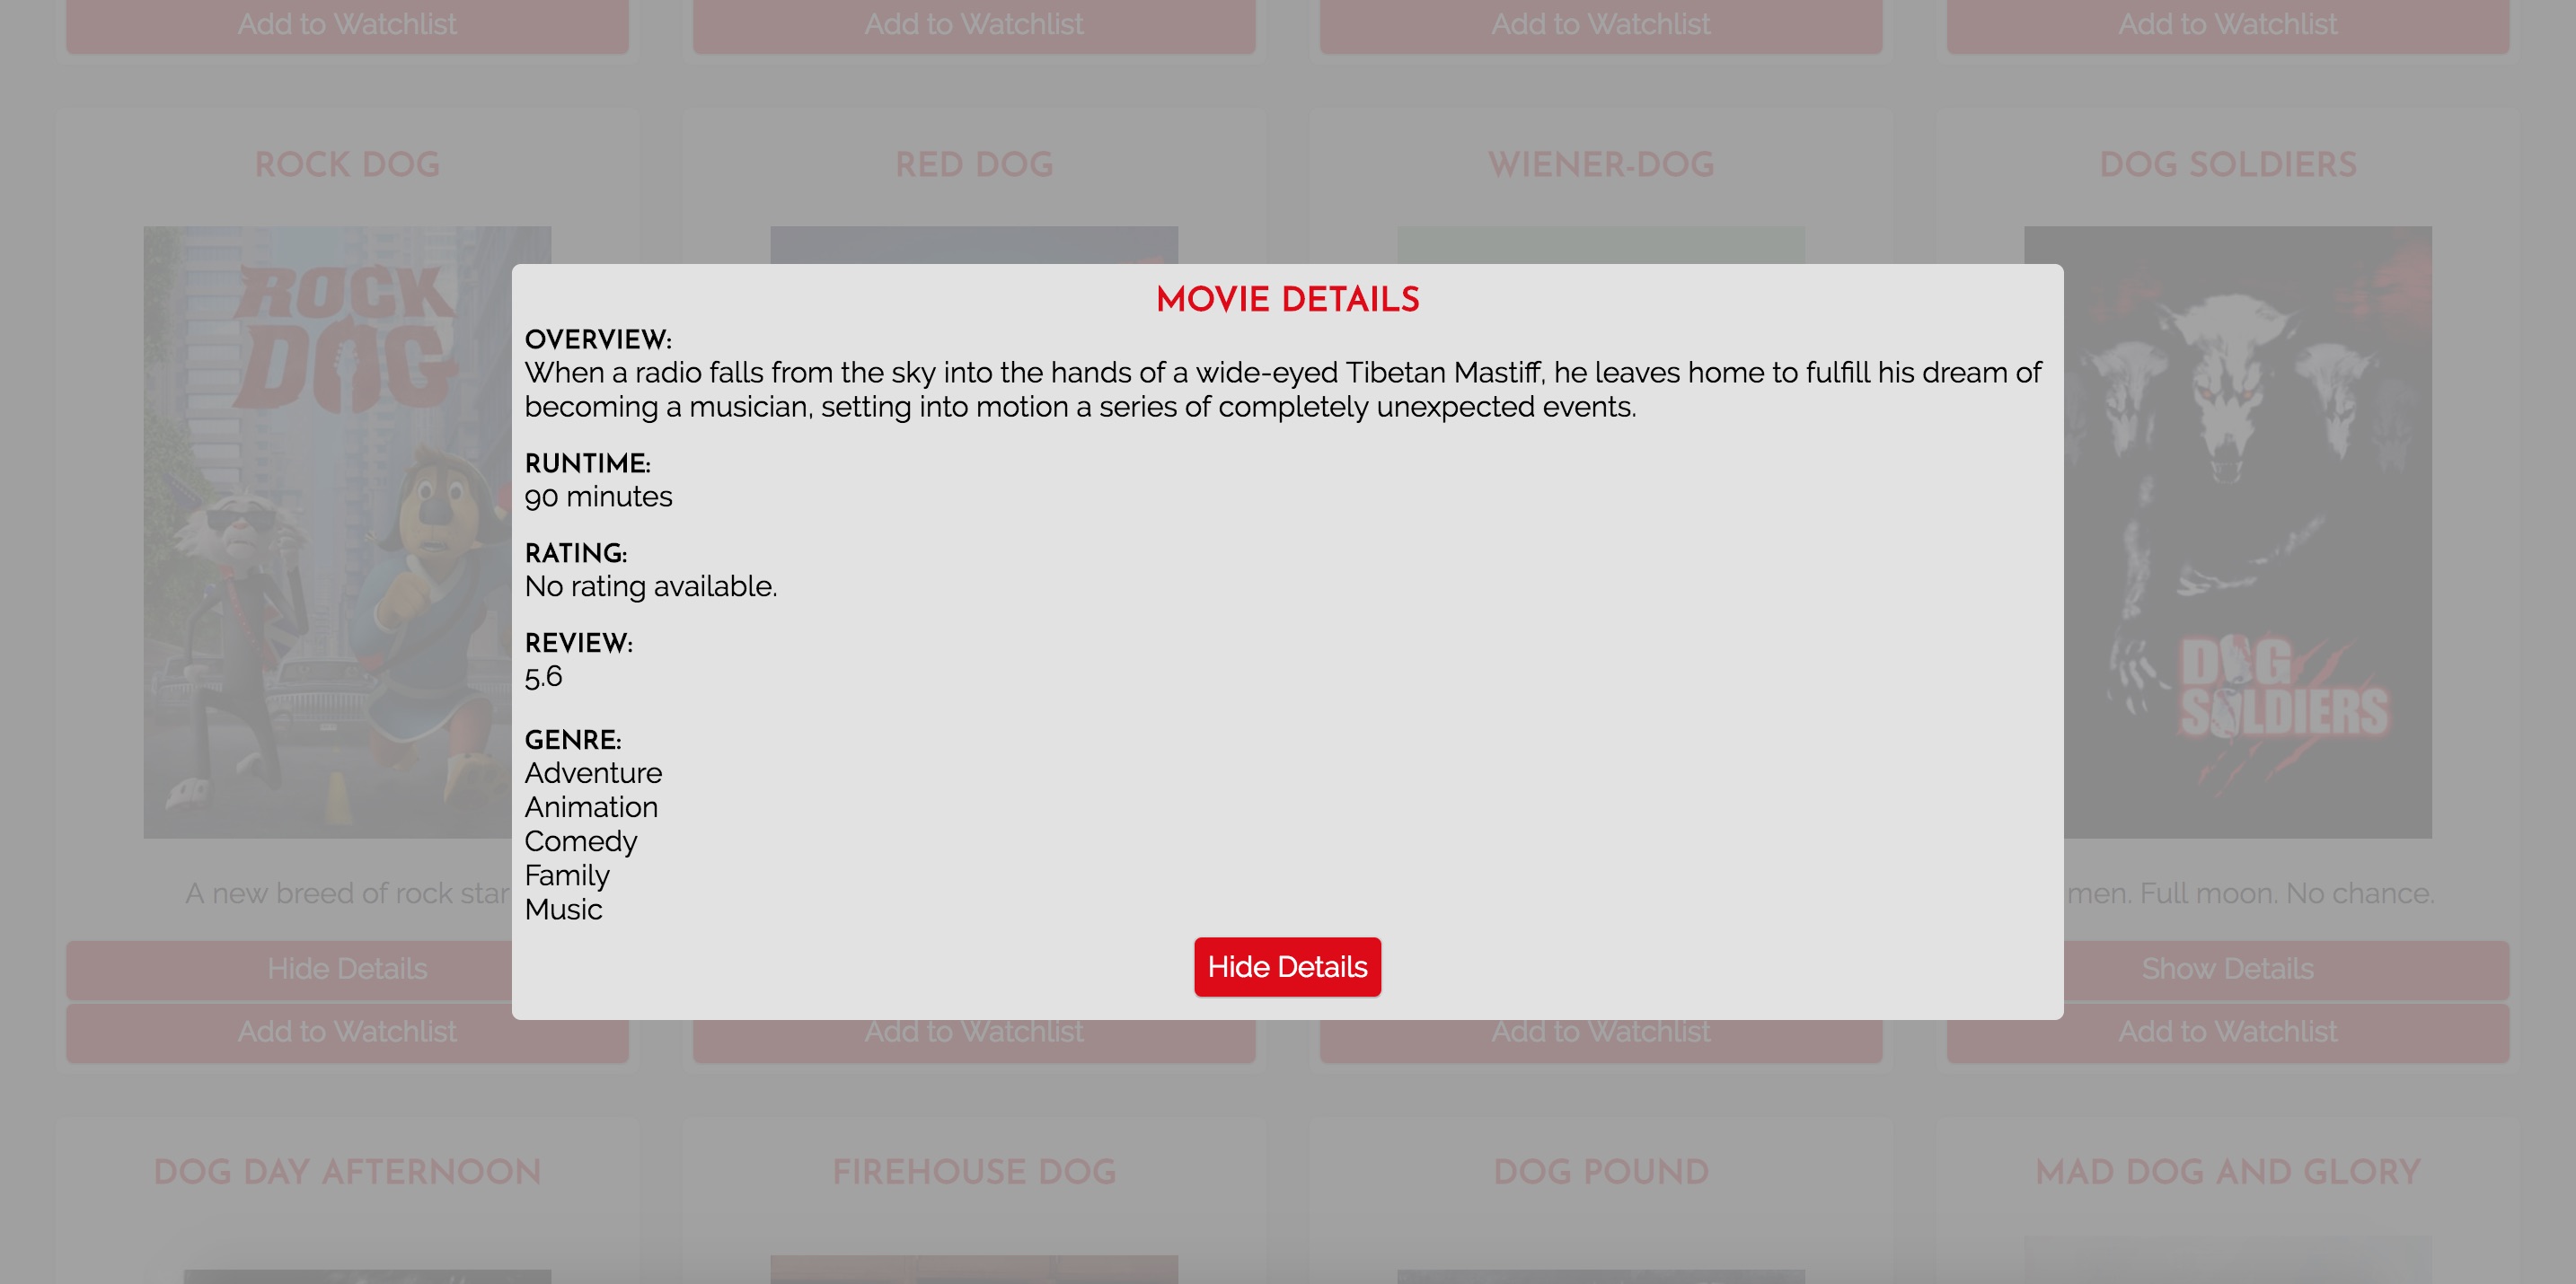 Add to Watchlist
Add to Watchlist
Add to Watchlist
Add to Watchlist
ROCK DOG
RED DOG
WIENER-DOG
DOG SOLDIERS
ROCK
DOG
DOG
SOLDIERS
MOVIE DETAILS
OVERVIEW:
When a radio falls from the sky into the hands of a wide-eyed Tibetan Mastiff, he leaves home to fulfill his dream of
becoming a musician, setting into motion a series of completely unexpected events.
RUNTIME:
90 minutes
RATING:
No rating available.
REVIEW:
5.6
GENRE:
Adventure
Animation
Comedy
Family
Music
Hide Details
A new breed of rock star
men. Full moon. No chance.
Hide Details
Show Details
Add to Watchlist
Add to Watchlist
Add to Watchlist
Add to Watchlist
DOG DAY AFTERNOON
FIREHOUSE DOG
DOG POUND
MAD DOG AND GLORY